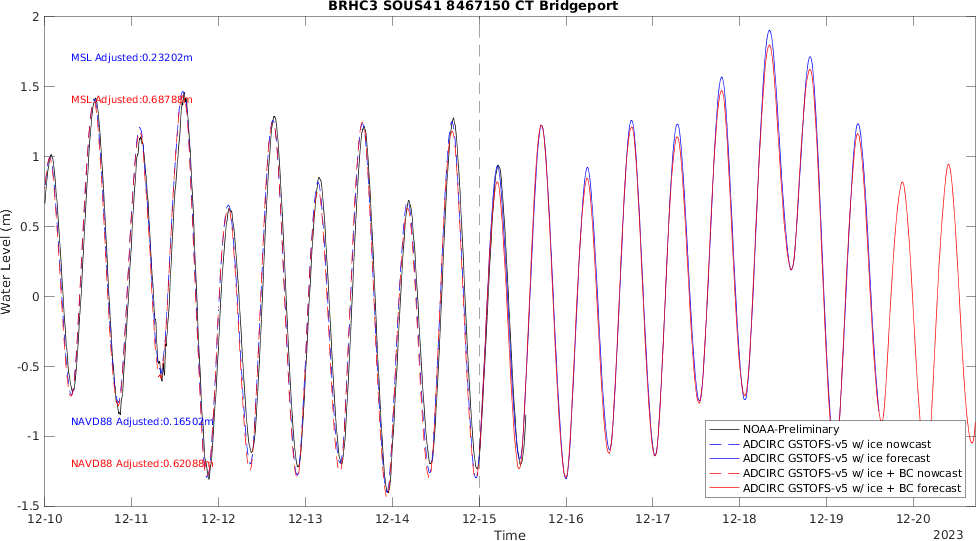 BRHC3 SOUS41 8467150 CT Bridgeport
2
1.5
1
0.5
0
-0.5
-1
-1.5
Water Level (m)
MSL Adjusted:0.23202m
MSL Adjusted:0.68788m
NAVD88 Adjusted:0.16502m
NAVD88 Adjusted:0.62088m
NOAA-Preliminary
ADCIRC GSTOFS-v5 w/ ice nowcast
ADCIRC GSTOFS-v5 w/ ice forecast
ADCIRC GSTOFS-v5 w/ ice + BC nowcast
ADCIRC GSTOFS-v5 w/ ice + BC forecast
12-10 12-11 12-12 12-13 12-14 12-15 12-16 12-17 12-18 12-19 12-20
Time
2023